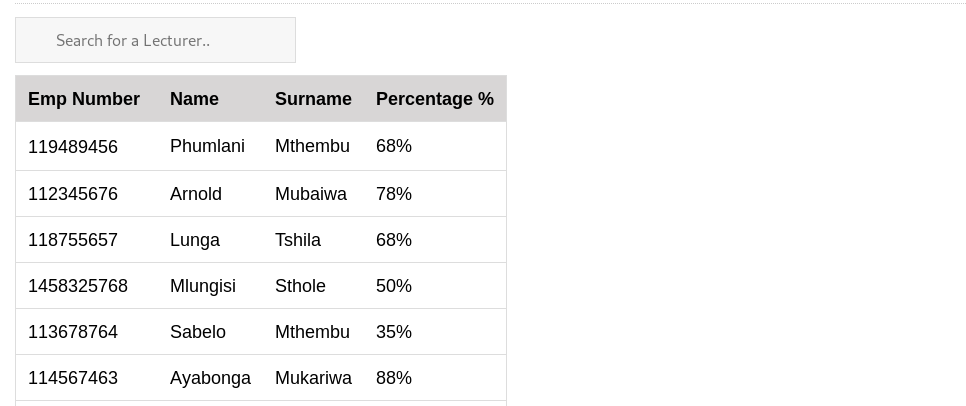 Search for a Lecturer..
Emp Number Name Surname Percentage %
119489456 Phumlani Mthembu 68%
112345676 Arnold Mubaiwa 78%
118755657 Lunga Tshila 68%
1458325768 Mlungisi Sthole 50%
113678764 Sabelo Mthembu 35%
114567463 Ayabonga Mukariwa 88%